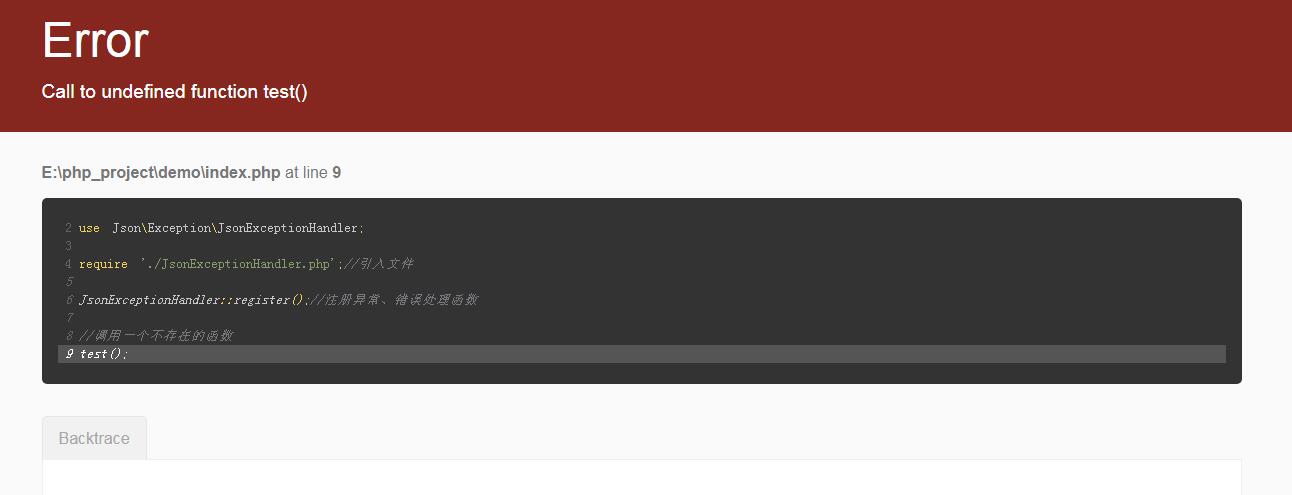 Error
Call to undefined function test()
E:\php_project\demo\index.php at line 9
2 use Json\Exception\JsonExceptionHandler;
3
4 require './JsonExceptionHandler.php';//引入文件
5
6 JsonExceptionHandler::register();//注册异常、错误处理函数
7
8 //调用一个不存在的函数
9 test();
Backtrace